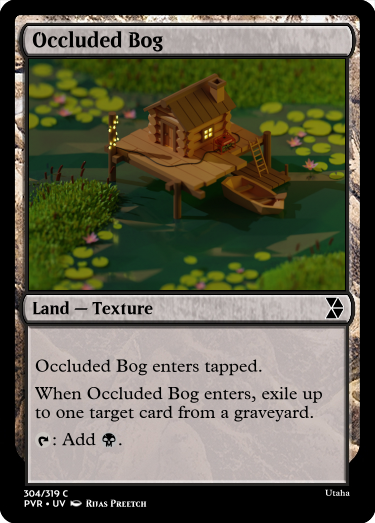 Occluded Bog
Land — Texture
Occluded Bog enters tapped.
When Occluded Bog enters, exile up
to one target card from a graveyard.
: Add .
304/319 C
Utaha
PVR • UV Rijas Preetch